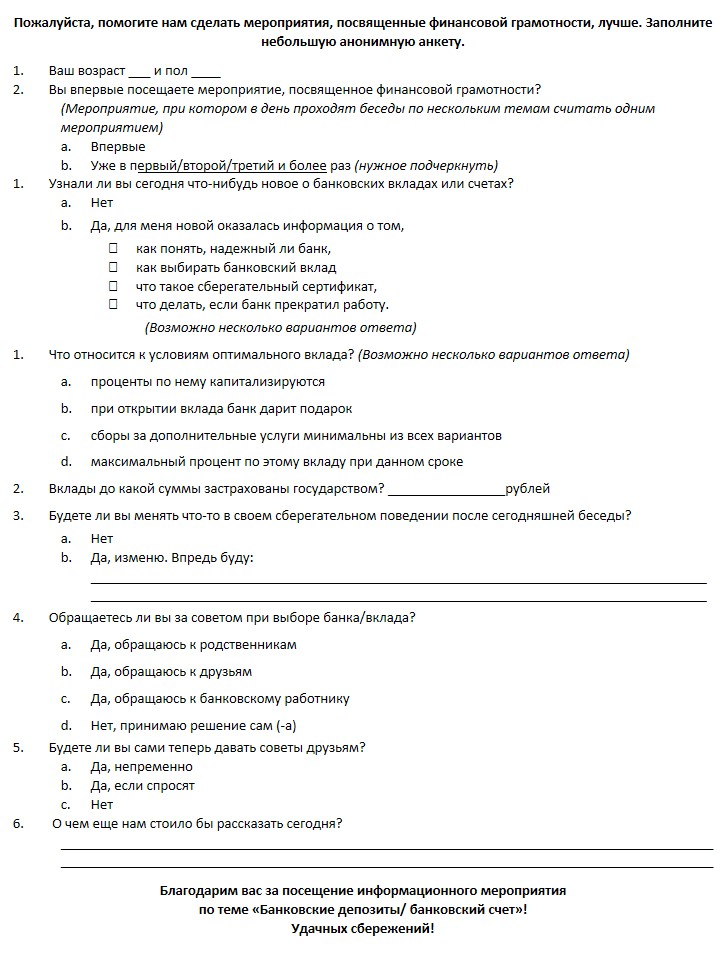 Пожалуйста, помогите нам сделать мероприятия, посвященные финансовой грамотности, лучше. Заполните
небольшую анонимную анкету.
1. Ваш возраст ___ и пол ____
2. Вы впервые посещаете мероприятие, посвященное финансовой грамотности?
(Мероприятие, при котором в день проходят беседы по нескольким темам считать одним
мероприятием)
a. Впервые
b. Уже в первый/второй/третий и более раз (нужное подчеркнуть)
1. Узнали ли вы сегодня что-нибудь новое о банковских вкладах или счетах?
a. Нет
b. Да, для меня новой оказалась информация о том,
☐ как понять, надежный ли банк,
☐ как выбирать банковский вклад
☐ что такое сберегательный сертификат,
☐ что делать, если банк прекратил работу.
(Возможно несколько вариантов ответа)
1. Что относится к условиям оптимального вклада? (Возможно несколько вариантов ответа)
a. проценты по нему капитализируются
b. при открытии вклада банк дарит подарок
c. сборы за дополнительные услуги минимальны из всех вариантов
d. максимальный процент по этому вкладу при данном сроке
2. Вклады до какой суммы застрахованы государством? ________________рублей
3. Будете ли вы менять что-то в своем сберегательном поведении после сегодняшней беседы?
a. Нет
b. Да, изменю. Впредь буду:
4. Обращаетесь ли вы за советом при выборе банка/вклада?
a. Да, обращаюсь к родственникам
b. Да, обращаюсь к друзьям
c. Да, обращаюсь к банковскому работнику
d. Нет, принимаю решение сам (-а)
5. Будете ли вы сами теперь давать советы друзьям?
a. Да, непременно
b. Да, если спросят
c. Нет
6. О чем еще нам стоило бы рассказать сегодня?
Благодарим вас за посещение информационного мероприятия
по теме «Банковские депозиты/ банковский счет»!
Удачных сбережений!